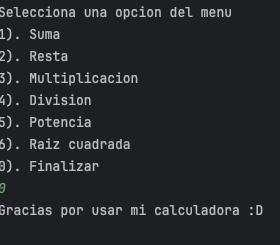 Selecciona una opcion del menu
1). Suma
2). Resta
3). Multiplicacion
4). Division
5). Potencia
6). Raiz cuadrada
0). Finalizar
0
Gracias por usar mi calculadora :D